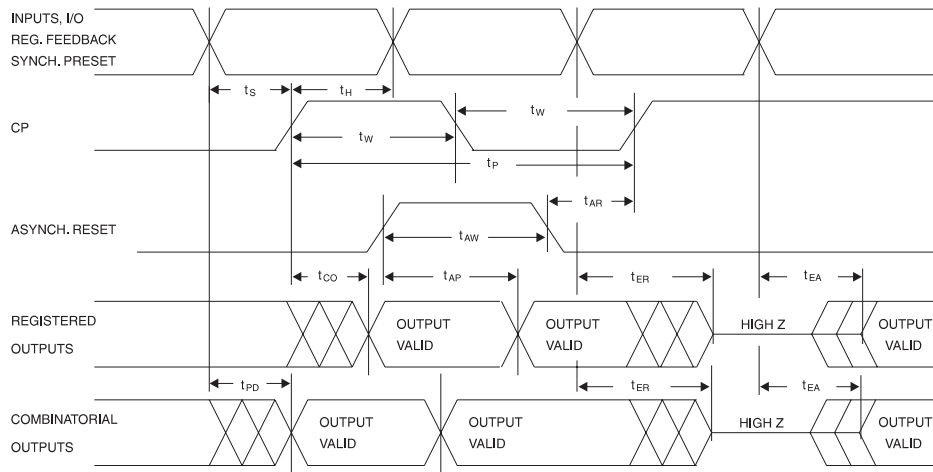 INPUTS, I/O
REG. FEEDBACK
SYNCH. PRESET
tS
tH
CP
tW
tW
tP
tAR
ASYNCH. RESET
tAW
tCO
tAP
tER
tEA
REGISTERED
OUTPUTS
OUTPUT
VALID
OUTPUT
VALID
HIGH Z
OUTPUT
VALID
tPD
tER
tEA
COMBINATORIAL
OUTPUTS
OUTPUT
VALID
OUTPUT
VALID
HIGH Z
OUTPUT
VALID